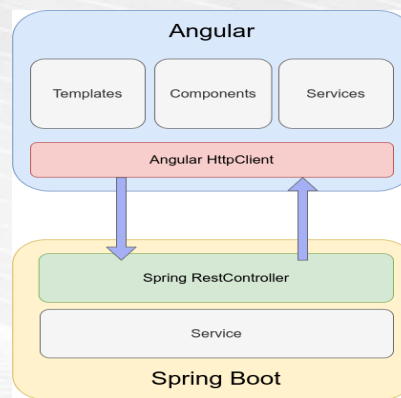 Angular
Templates
Components
Services
Angular HttpClient
Spring RestController
Service
Spring Boot